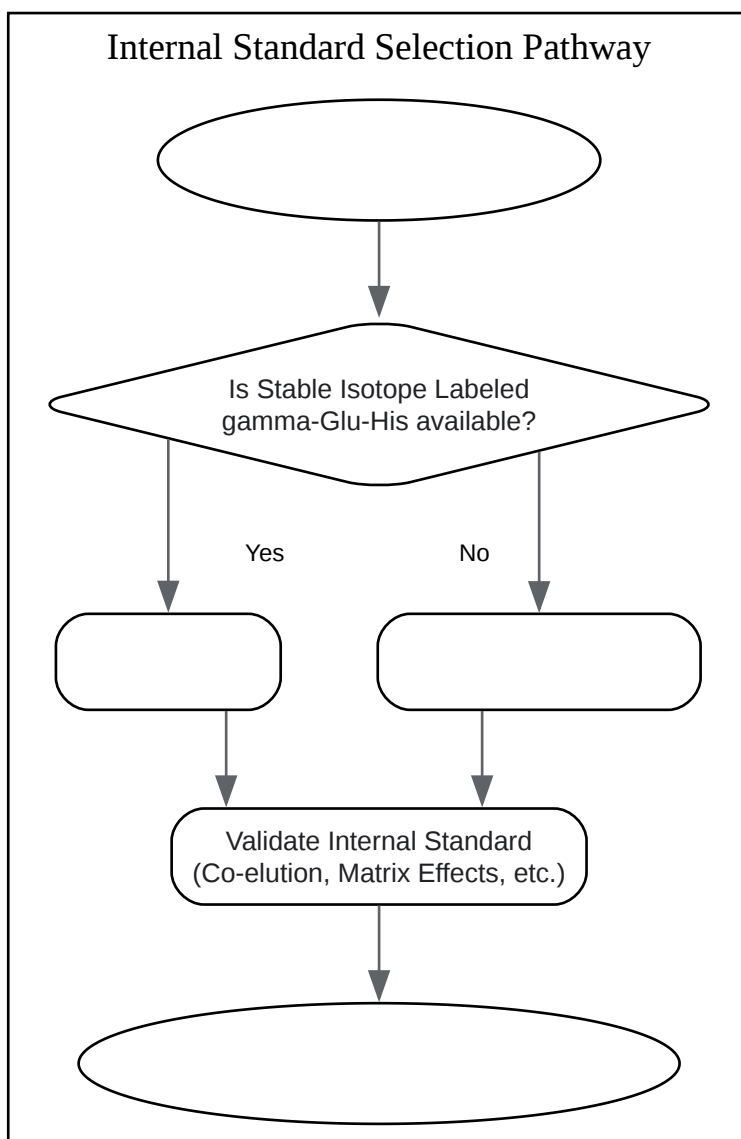 Internal Standard Selection Pathway
Is Stable Isotope Labeled
gamma-Glu-His available?
Yes
No
Validate Internal Standard
(Co-elution, Matrix Effects, etc.)